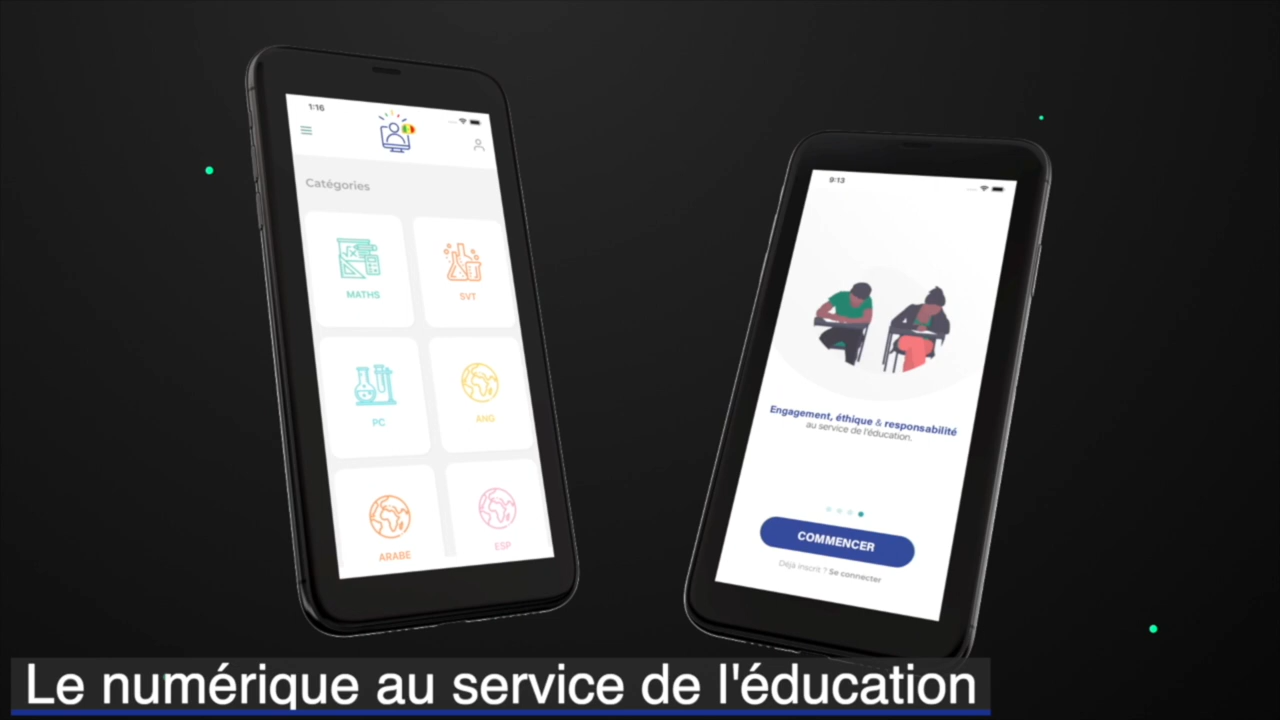 1:16
Catégories
MATHS
SVT
PC
ANG
ARABE
ESP
9:13
Engagement, éthique & responsabilité
au service de l'éducation.
COMMENCER
Déjà inscrit ? Se connecter
Le numérique au service de l'éducation